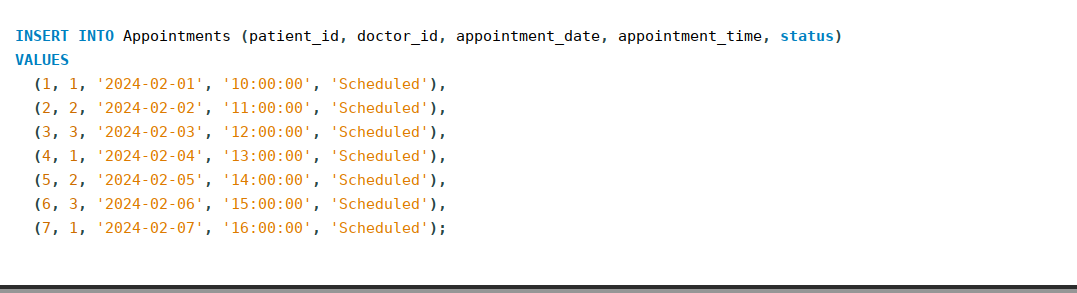 INSERT INTO Appointments (patient_id, doctor_id, appointment_date, appointment_time, status)
VALUES
  (1, 1, '2024-02-01', '10:00:00', 'Scheduled'),
  (2, 2, '2024-02-02', '11:00:00', 'Scheduled'),
  (3, 3, '2024-02-03', '12:00:00', 'Scheduled'),
  (4, 1, '2024-02-04', '13:00:00', 'Scheduled'),
  (5, 2, '2024-02-05', '14:00:00', 'Scheduled'),
  (6, 3, '2024-02-06', '15:00:00', 'Scheduled'),
  (7, 1, '2024-02-07', '16:00:00', 'Scheduled');